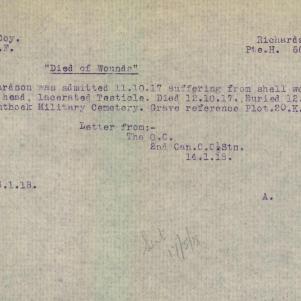 Coy. Richards
F. Pte.H. 66
"Died of Wounds"
ardson was admitted 11.10.17 suffering from shell wo
head, lacerated Testicle. Died 12.10.17. Buried 12.
nthoek Military Cemetery. Grave reference Plot.20.
Letter from:-
The O.C.
2nd Can.C.C.Stn.
14.1.18.
.1.18.
A.